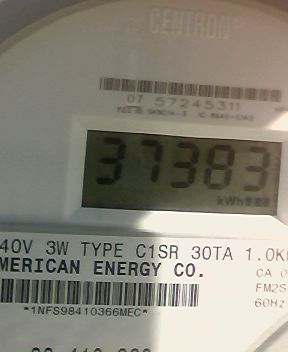 CENTRON
07 57245311
37383
kWh
40V 3W TYPE C1SR 30TA 1.0K
MERICAN ENERGY CO.
CA 0
FM2S
60Hz
*1NFS98410366MEC*